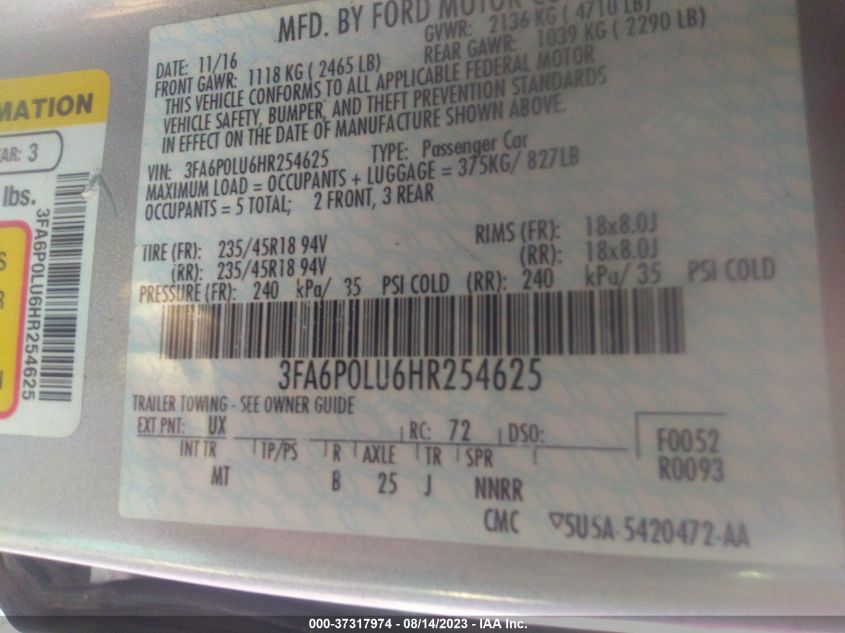 MFD. BY FORD MOTOR CO
DATE: 11/16
GVWR: 2136 KG ( 4710 LB)
FRONT GAWR: 1118 KG ( 2465 LB)
REAR GAWR: 1039 KG ( 2290 LB)
THIS VEHICLE CONFORMS TO ALL APPLICABLE FEDERAL MOTOR
VEHICLE SAFETY, BUMPER, AND THEFT PREVENTION STANDARDS
IN EFFECT ON THE DATE OF MANUFACTURE SHOWN ABOVE.
VIN: 3FA6P0LU6HR254625 TYPE: Passenger Car
MAXIMUM LOAD = OCCUPANTS + LUGGAGE = 375KG/ 827LB
OCCUPANTS = 5 TOTAL; 2 FRONT, 3 REAR
TIRE (FR): 235/45R18 94V RIMS (FR): 18x8.0J
(RR): 235/45R18 94V (RR): 18x8.0J
PRESSURE (FR): 240 kPa/ 35 PSI COLD (RR): 240 kPa/ 35 PSI COLD
3FA6P0LU6HR254625
TRAILER TOWING - SEE OWNER GUIDE
EXT PNT: UX RC: 72 DSO:
INT TR TP/PS R AXLE TR SPR
MT B 25 J NNRR
F0052
R0093
CMC ▽5U5A-5420472-AA
MATION
AR: 3
lbs.
3FA6P0LU6HR254625
S
R
000-37317974 - 08/14/2023 - IAA Inc.